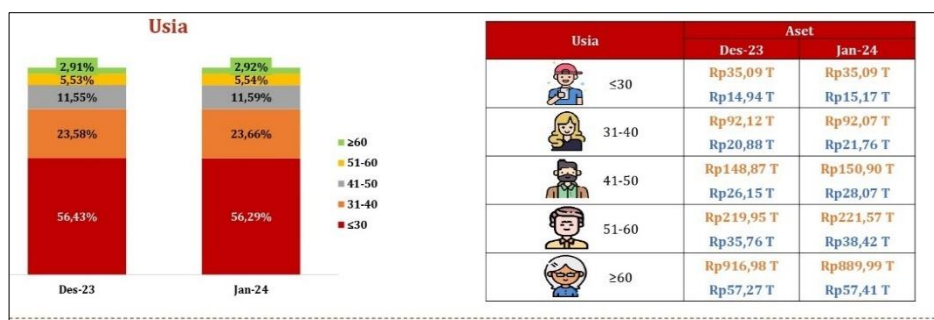 Usia
2,91% 2,92%
5,53% 5,54%
11,55% 11,59%
23,58% 23,66%
56,43% 56,29%
Des-23 Jan-24
≥60
51-60
41-50
31-40
≤30
Usia Aset
Des-23 Jan-24
≤30 Rp35,09 T Rp35,09 T
Rp14,94 T Rp15,17 T
31-40 Rp92,12 T Rp92,07 T
Rp20,88 T Rp21,76 T
41-50 Rp148,87 T Rp150,90 T
Rp26,15 T Rp28,07 T
51-60 Rp219,95 T Rp221,57 T
Rp35,76 T Rp38,42 T
≥60 Rp916,98 T Rp889,99 T
Rp57,27 T Rp57,41 T